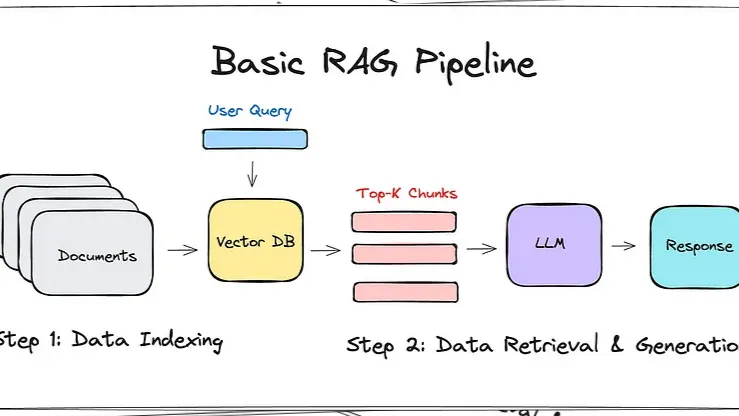 Basic RAG Pipeline
User Query
Top-K Chunks
Documents
Vector DB
LLM
Response
Step 1: Data Indexing
Step 2: Data Retrieval & Generatio